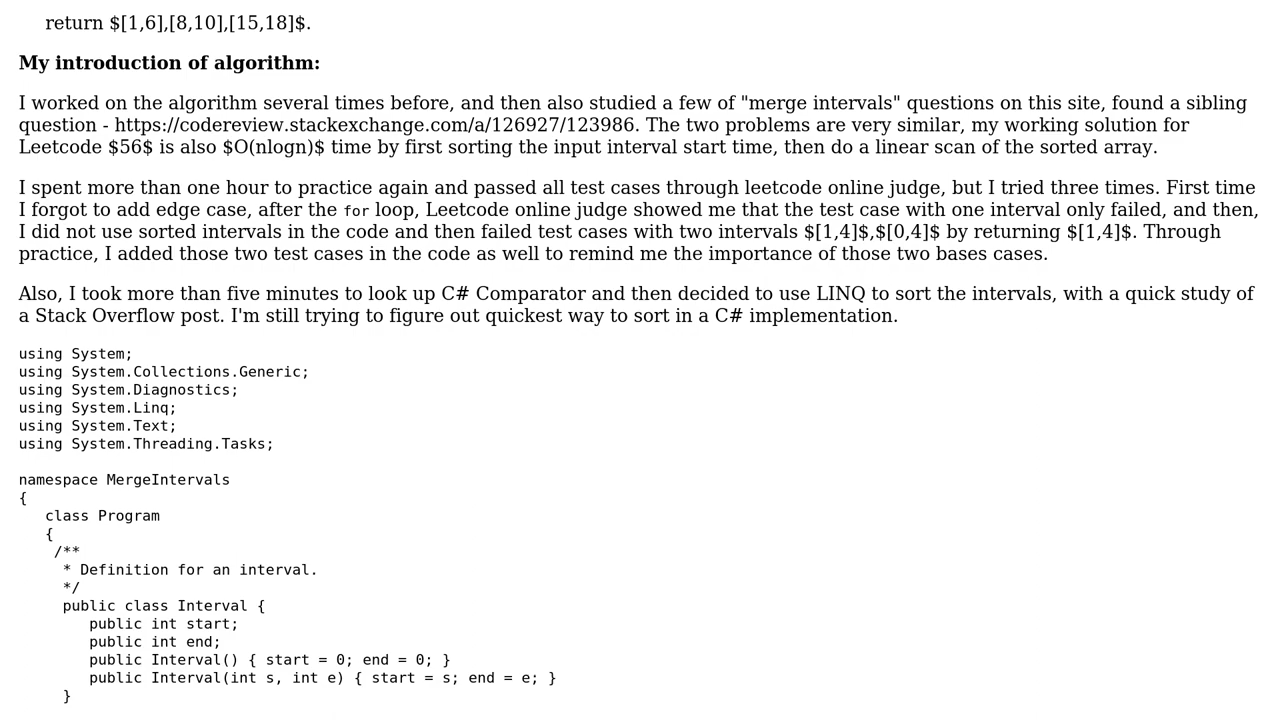 return $[1,6],[8,10],[15,18]$.
My introduction of algorithm:
I worked on the algorithm several times before, and then also studied a few of "merge intervals" questions on this site, found a sibling
question - https://codereview.stackexchange.com/a/126927/123986. The two problems are very similar, my working solution for
Leetcode $56$ is also $O(nlogn)$ time by first sorting the input interval start time, then do a linear scan of the sorted array.
I spent more than one hour to practice again and passed all test cases through leetcode online judge, but I tried three times. First time
I forgot to add edge case, after the for loop, Leetcode online judge showed me that the test case with one interval only failed, and then,
I did not use sorted intervals in the code and then failed test cases with two intervals $[1,4]$,$[0,4]$ by returning $[1,4]$. Through
practice, I added those two test cases in the code as well to remind me the importance of those two bases cases.
Also, I took more than five minutes to look up C# Comparator and then decided to use LINQ to sort the intervals, with a quick study of
a Stack Overflow post. I'm still trying to figure out quickest way to sort in a C# implementation.
using System;
using System.Collections.Generic;
using System.Diagnostics;
using System.Linq;
using System.Text;
using System.Threading.Tasks;
namespace MergeIntervals
{
class Program
{
/**
* Definition for an interval.
*/
public class Interval {
public int start;
public int end;
public Interval() { start = 0; end = 0; }
public Interval(int s, int e) { start = s; end = e; }
}